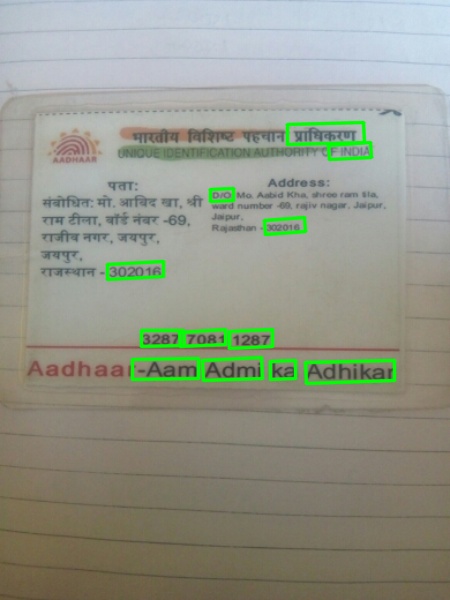 भारतीय विशिष्ट पहचान प्राधिकरण
UNIQUE IDENTIFICATION AUTHORITY OF INDIA
AADHAAR
पता:
संबोधित: मो. आबिद खा, श्री
राम टीला, वॉर्ड नंबर -69,
राजीव नगर, जयपुर,
जयपुर,
राजस्थान - 302016
Address:
D/O Mo. Aabid Kha, shree ram tila,
ward number -69, rajiv nagar, Jaipur,
Jaipur,
Rajasthan - 302016
3287 7081 1287
Aadhaar-Aam Admi ka Adhikar